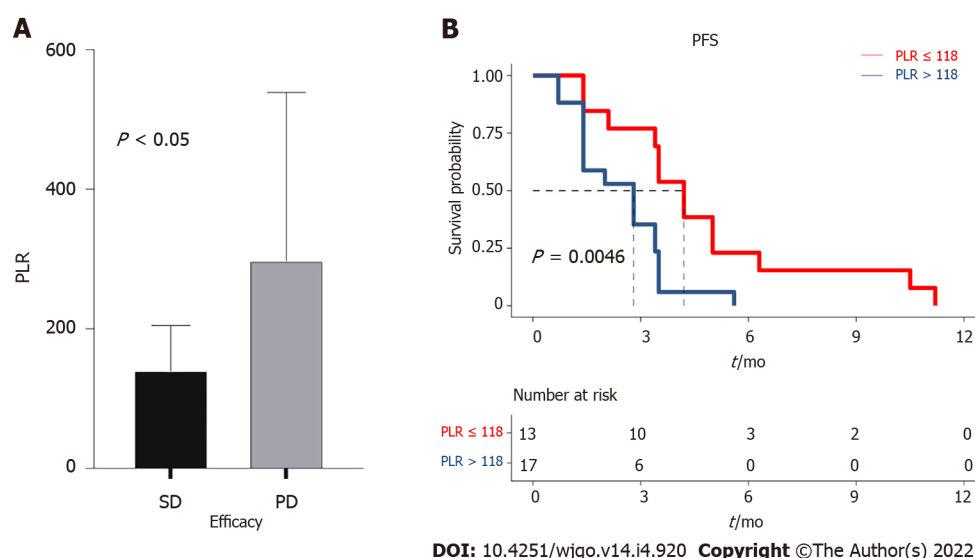 A
600
400
200
0
PLR
P < 0.05
SD
PD
Efficacy
B
PFS
PLR ≤ 118
PLR > 118
1.00
0.75
0.50
0.25
0
Survival probability
P = 0.0046
0 3 6 9 12
t/mo
Number at risk
PLR ≤ 118 13 10 3 2 0
PLR > 118 17 6 0 0 0
0 3 6 9 12
t/mo
DOI: 10.4251/wjgo.v14.i4.920 Copyright ©The Author(s) 2022